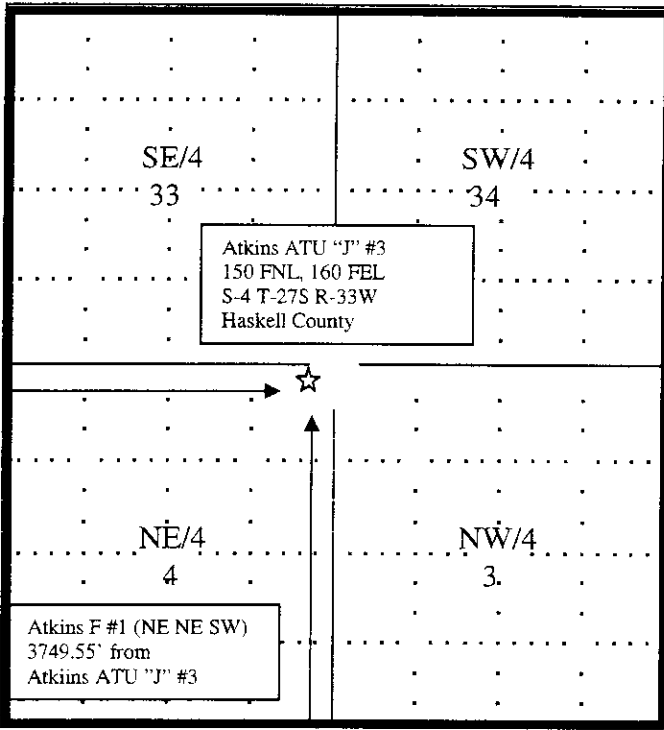 SE/4
33
SW/4
34
Atkins ATU "J" #3
150 FNL, 160 FEL
S-4 T-27S R-33W
Haskell County
NE/4
4
NW/4
3
Atkins F #1 (NE NE SW)
3749.55' from
Atkiins ATU "J" #3